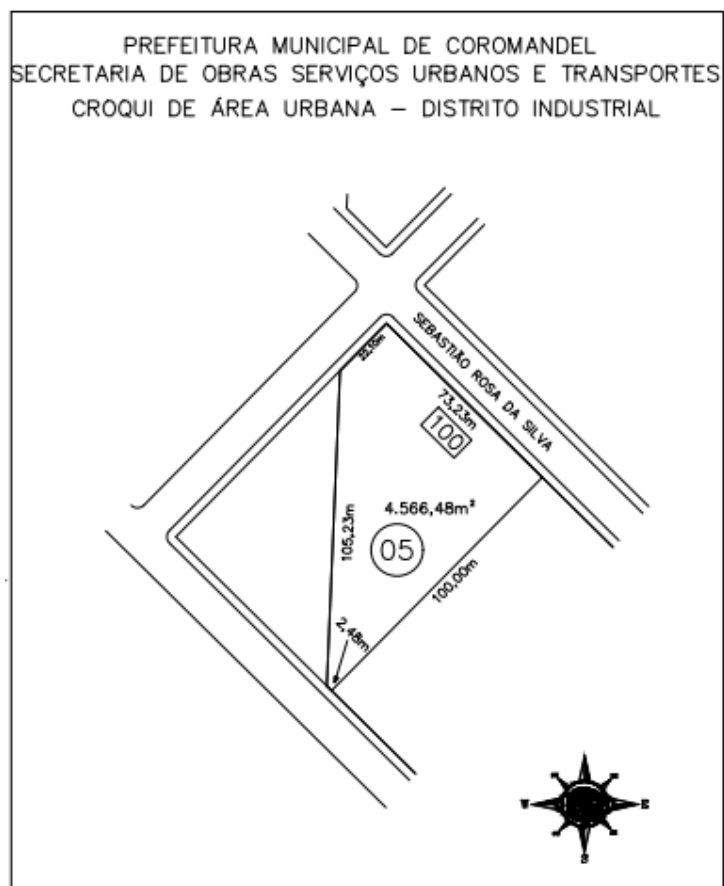 PREFEITURA MUNICIPAL DE COROMANDEL
SECRETARIA DE OBRAS SERVIÇOS URBANOS E TRANSPORTES
CROQUI DE ÁREA URBANA – DISTRITO INDUSTRIAL
SEBASTIÃO ROSA DA SILVA
73,23m
100
4.566,48m²
05
105,23m
100,00m
2,48m
W
E
S